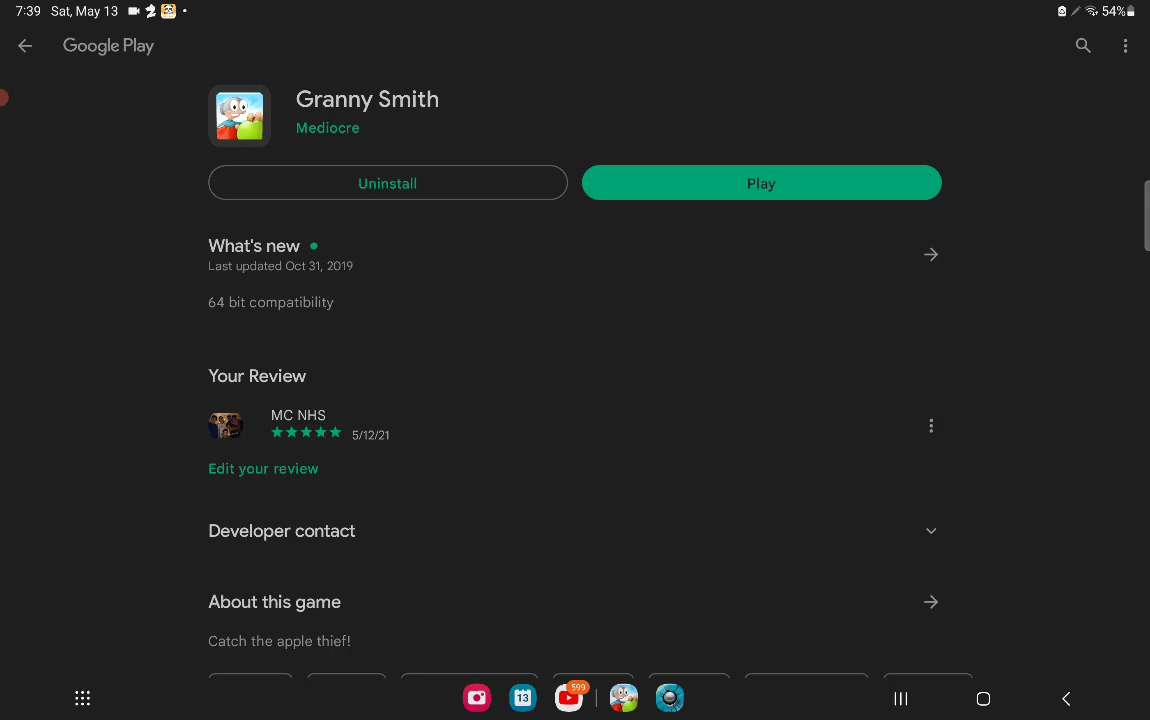 7:39 Sat, May 13 54%
Google Play
Granny Smith
Mediocre
Uninstall Play
What's new
Last updated Oct 31, 2019
64 bit compatibility
Your Review
MC NHS
5/12/21
Edit your review
Developer contact
About this game
Catch the apple thief!
13 599